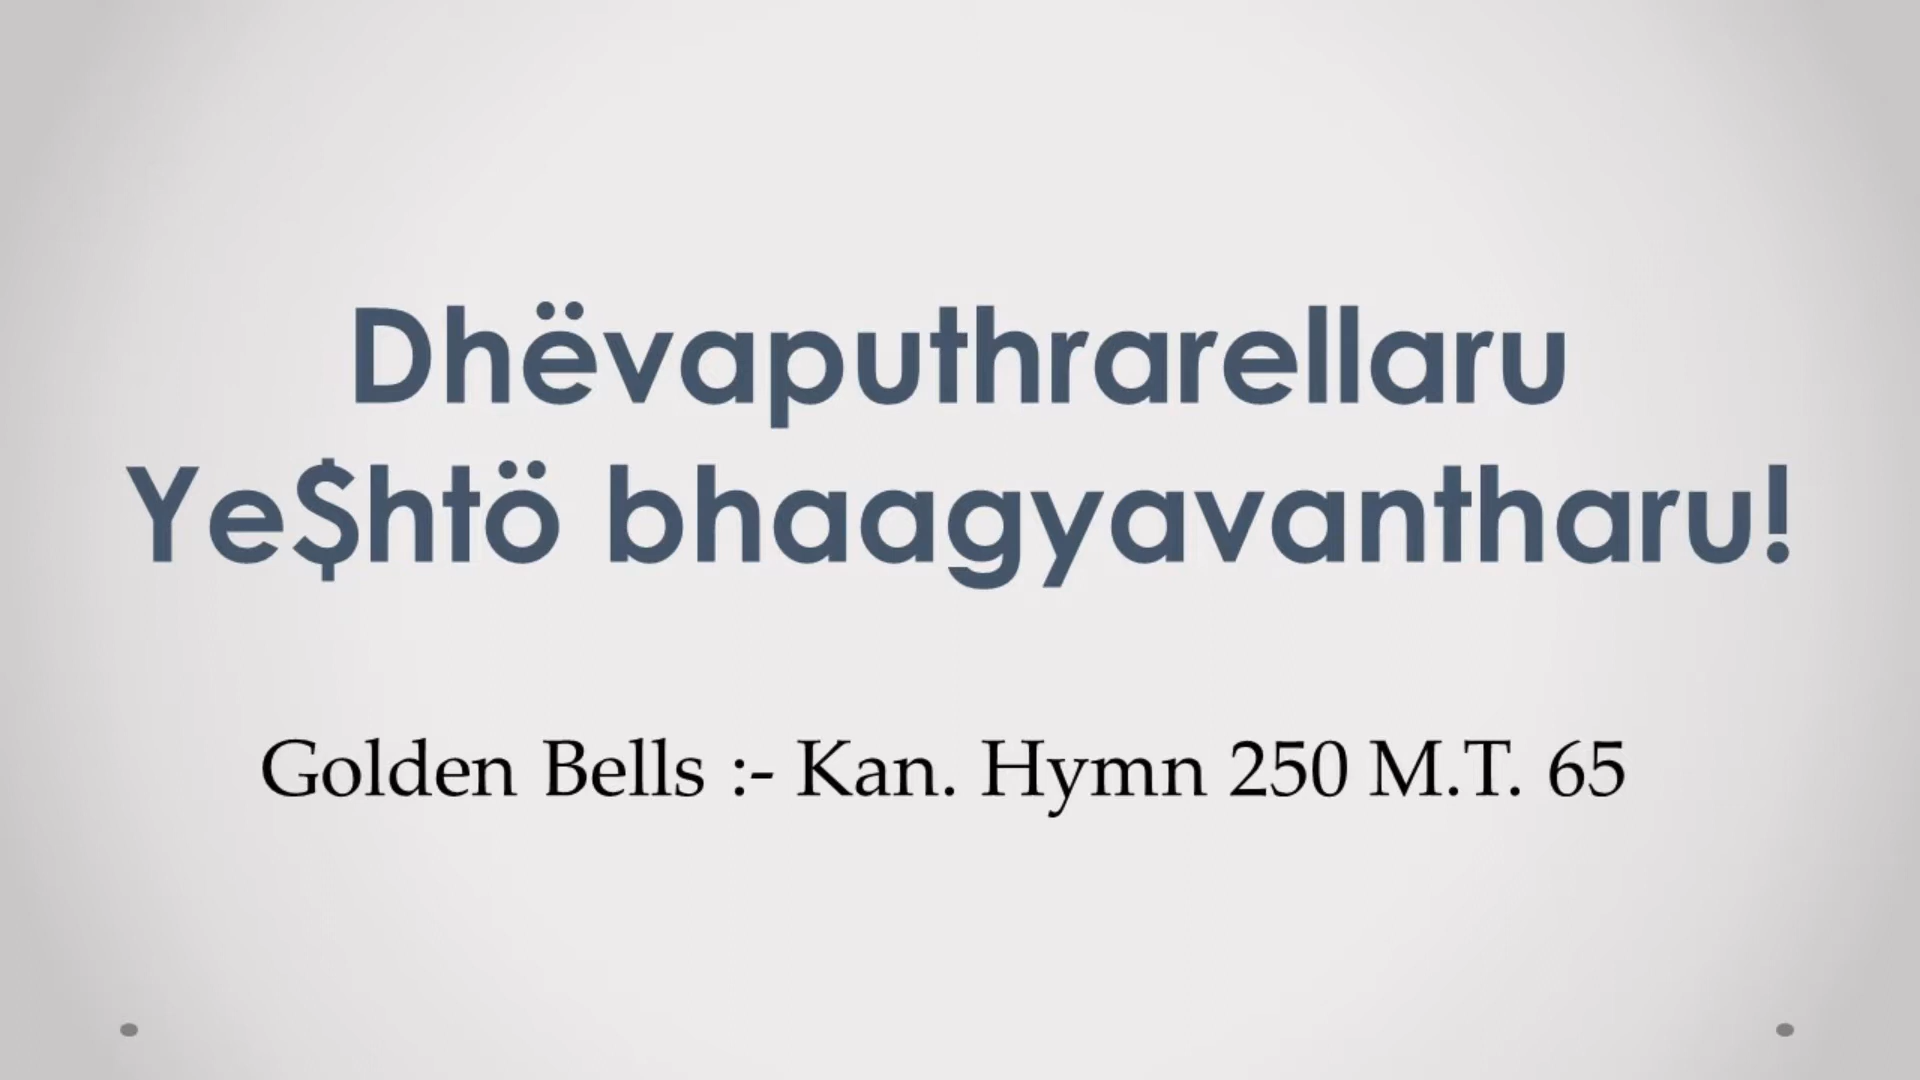 Dhëvaputhrarellaru
Ye$htö bhaagyavantharu!
Golden Bells :- Kan. Hymn 250 M.T. 65